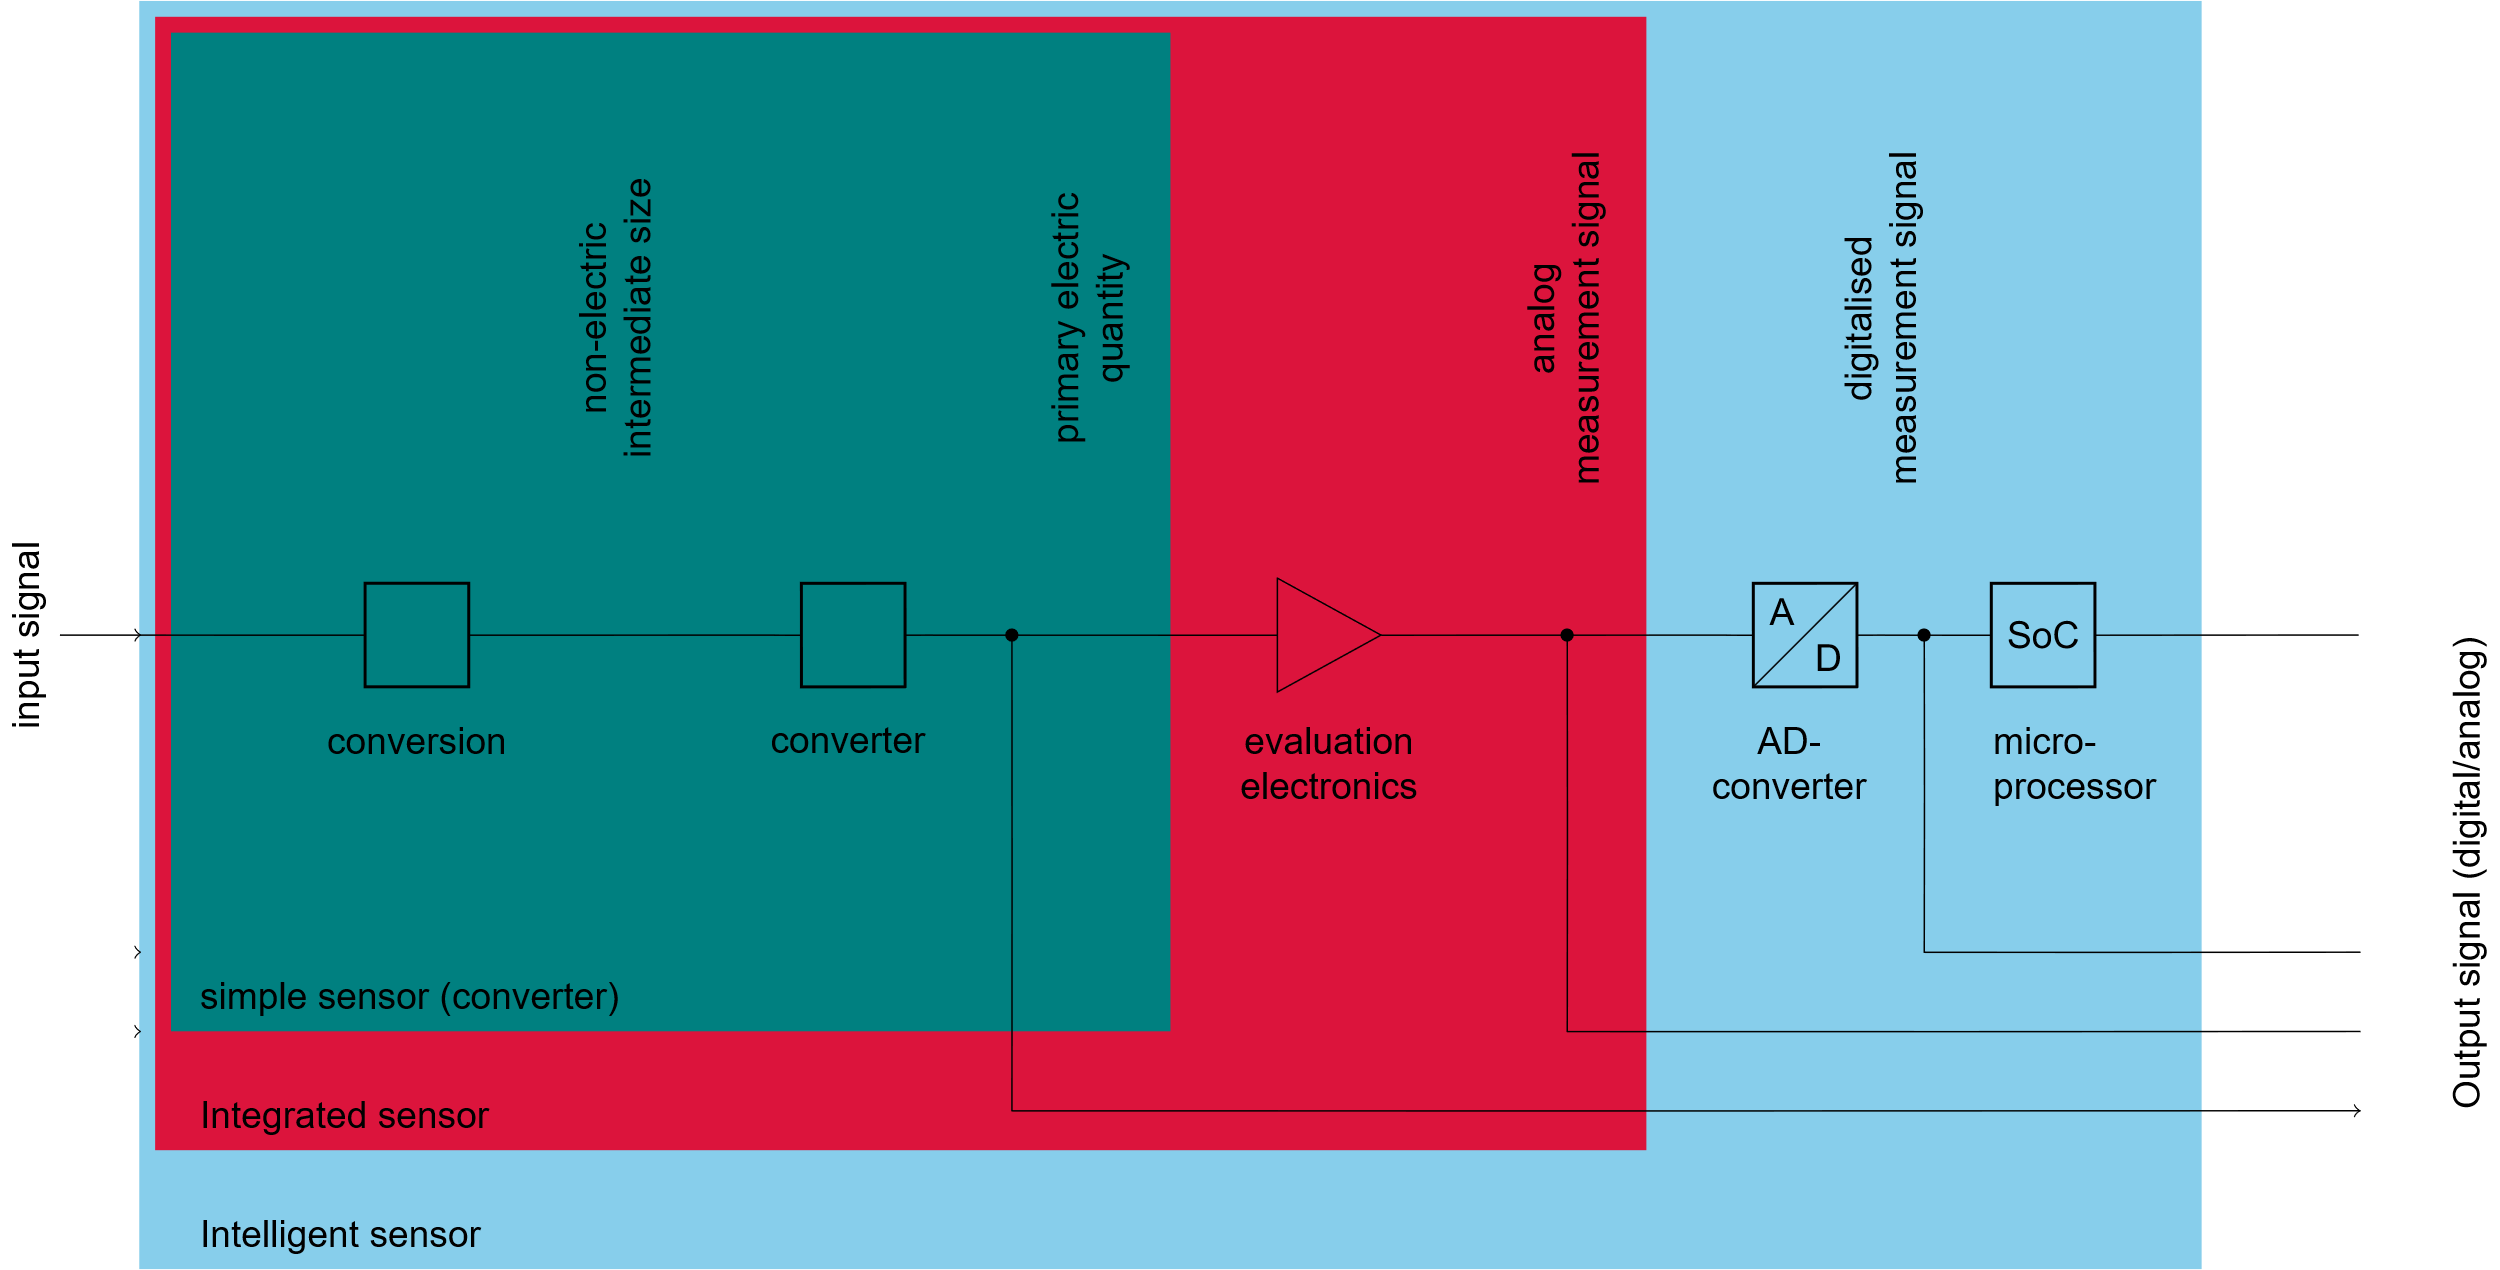 input signal
non-electric
intermediate size
primary electric
quantity
analog
measurement signal
digitalised
measurement signal
A
D
SoC
conversion
converter
evaluation
electronics
AD-
converter
micro-
processor
Output signal (digital/analog)
simple sensor (converter)
Integrated sensor
Intelligent sensor